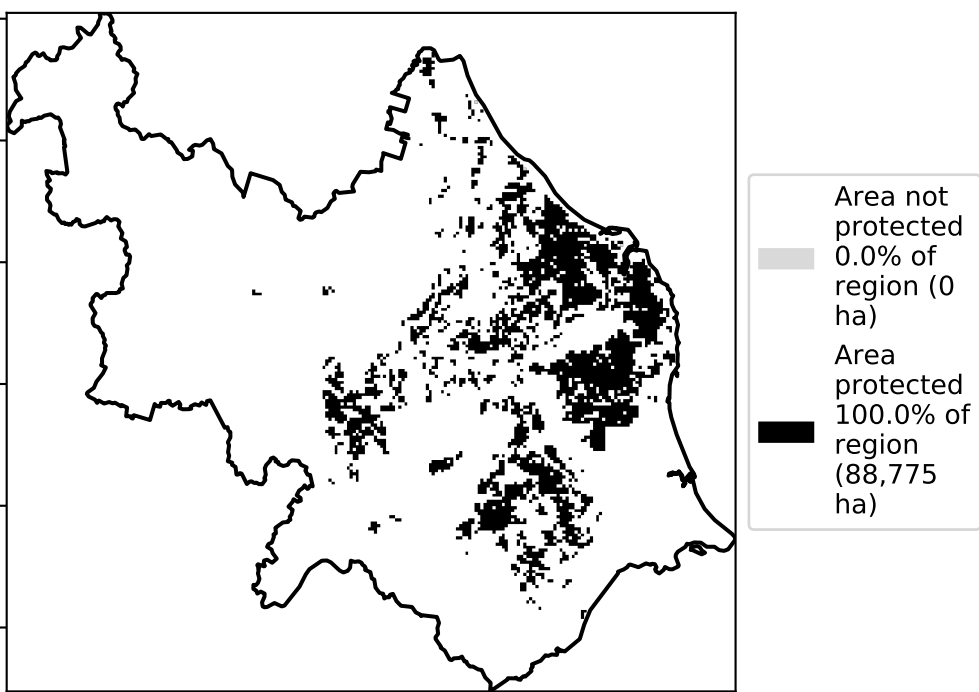 Area not
protected
0.0% of
region (0
ha)
Area
protected
100.0% of
region
(88,775
ha)